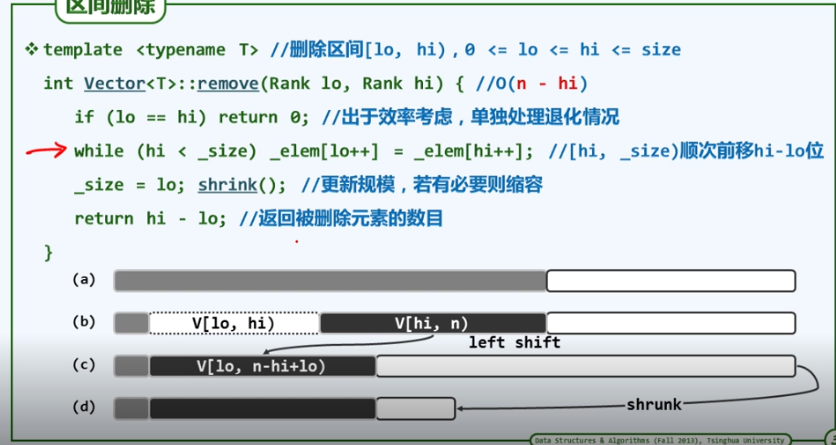 区间删除
❖ template <typename T> //删除区间[lo, hi)，0 <= lo <= hi <= size
int Vector<T>::remove(Rank lo, Rank hi) { //O(n - hi)
if (lo == hi) return 0; //出于效率考虑，单独处理退化情况
while (hi < _size) _elem[lo++] = _elem[hi++]; //[hi, _size)顺次前移hi-lo位
_size = lo; shrink(); //更新规模，若有必要则缩容
return hi - lo; //返回被删除元素的数目
}
(a)
(b) V[lo, hi) V[hi, n)
left shift
(c) V[lo, n-hi+lo)
(d) shrunk
Data Structures & Algorithms (Fall 2013), Tsinghua University